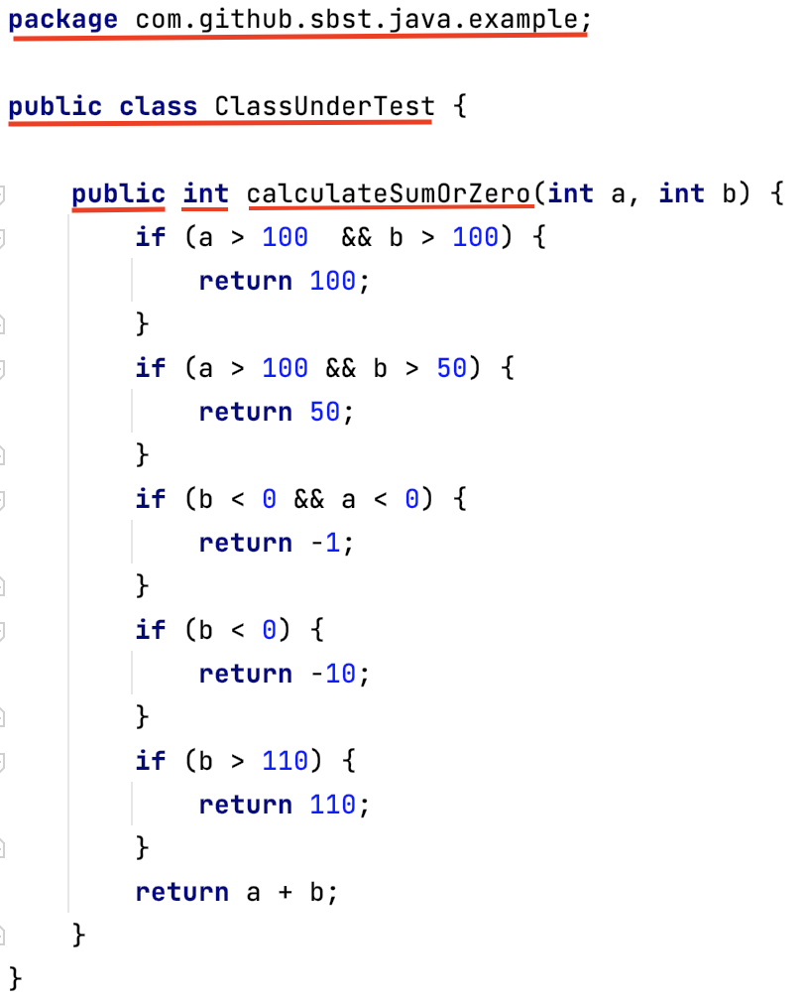 package com.github.sbst.java.example;
public class ClassUnderTest {
public int calculateSumOrZero(int a, int b) {
if (a > 100  && b > 100) {
return 100;
}
if (a > 100 && b > 50) {
return 50;
}
if (b < 0 && a < 0) {
return -1;
}
if (b < 0) {
return -10;
}
if (b > 110) {
return 110;
}
return a + b;
}
}